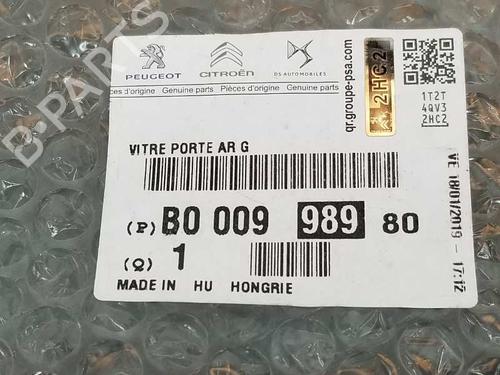 PEUGEOT
CITROËN
DS AUTOMOBILES
Pièces d'origine Genuine parts Pièces d'origine Genuine parts
qr.groupe-psa.com
2HC2
1T2T
4QV3
2HC2
VITRE PORTE AR G
(P) B0 009 989 80
(Q) 1
MADE IN HU HONGRIE
VE 18/01/2019 - 17:12
B-PARTS